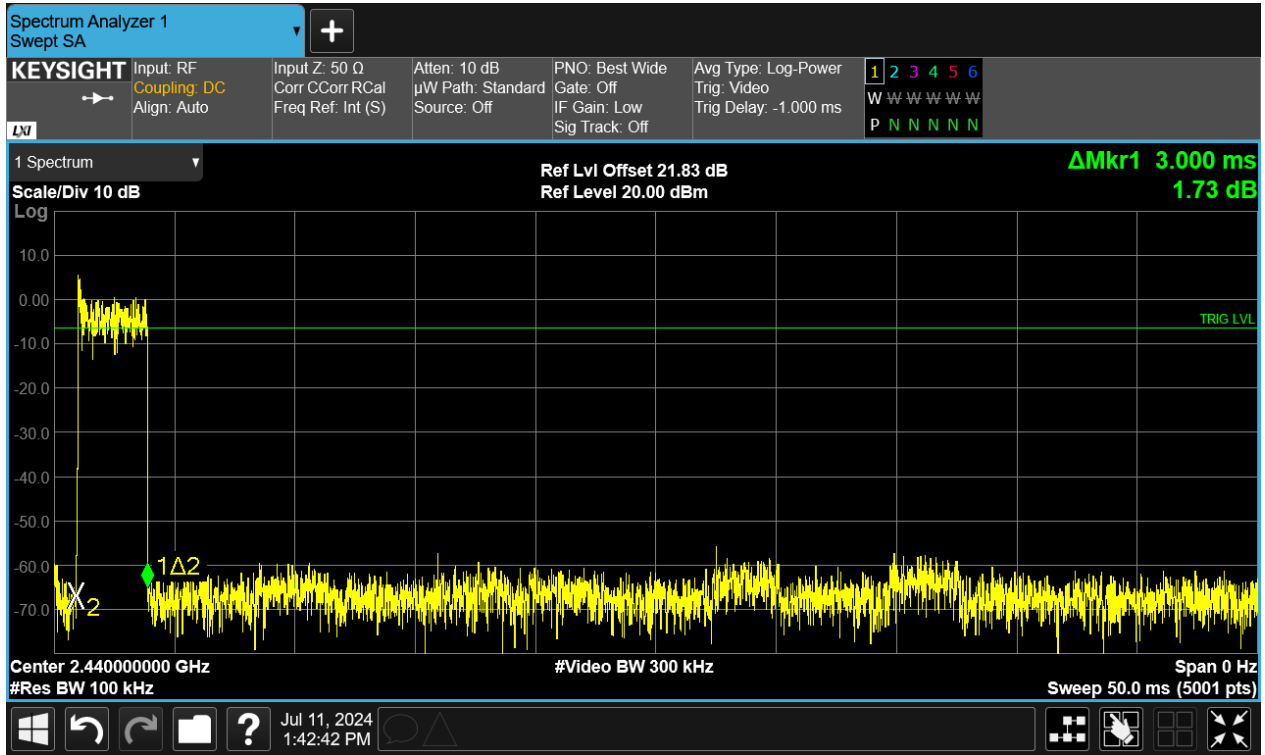 Spectrum Analyzer 1
Swept SA
KEYSIGHT
LXI
Input: RF
Coupling: DC
Align: Auto
Input Z: 50 Ω
Corr CCorr RCal
Freq Ref: Int (S)
Atten: 10 dB
µW Path: Standard
Source: Off
PNO: Best Wide
Gate: Off
IF Gain: Low
Sig Track: Off
Avg Type: Log-Power
Trig: Video
Trig Delay: -1.000 ms
1 2 3 4 5 6
W W W W W W
P N N N N N
1 Spectrum
Scale/Div 10 dB
Ref Lvl Offset 21.83 dB
Ref Level 20.00 dBm
ΔMkr1 3.000 ms
1.73 dB
Log
10.0
0.00
-10.0
-20.0
-30.0
-40.0
-50.0
-60.0
-70.0
TRIG LVL
1Δ2
X2
Center 2.440000000 GHz
#Video BW 300 kHz
Span 0 Hz
#Res BW 100 kHz
Sweep 50.0 ms (5001 pts)
?
Jul 11, 2024
1:42:42 PM